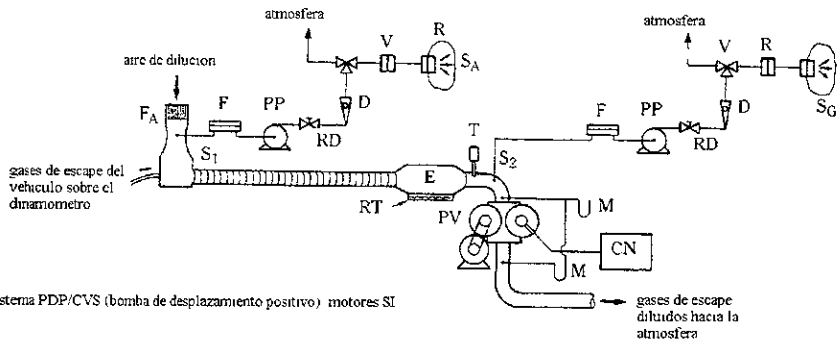 atmosfera
atmosfera
V
R
S_A
V
R
S_G
aire de dilucion
F_A
F
PP
D
RD
F
PP
D
RD
S_1
T
S_2
gases de escape del
vehiculo sobre el
dinamometro
E
RT
PV
M
M
CN
stema PDP/CVS (bomba de desplazamiento positivo) motores SI
gases de escape
diluidos hacia la
atmosfera